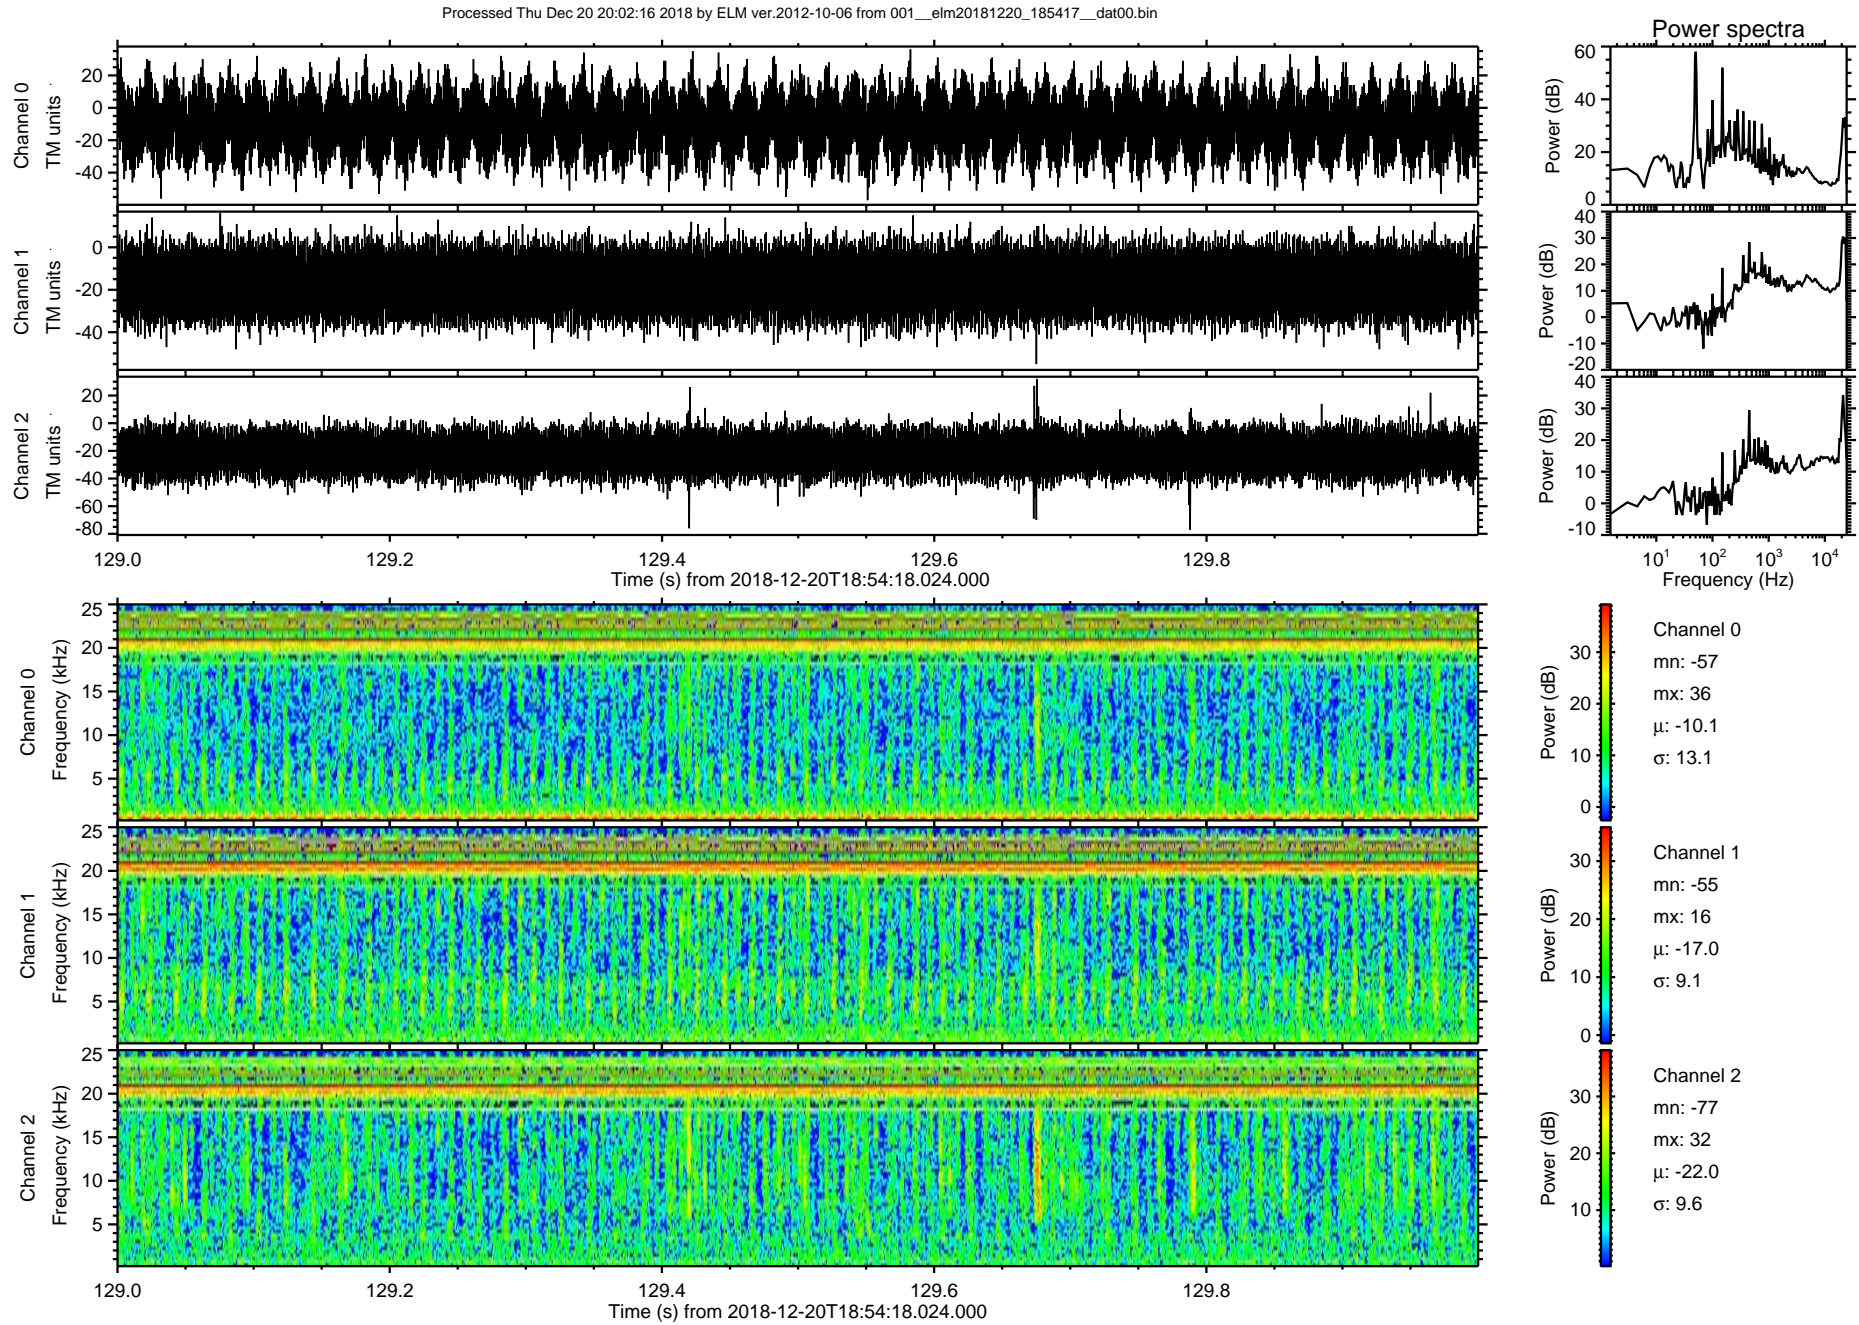 Processed Thu Dec 20 20:02:16 2018 by ELM ver.2012-10-06 from 001__elm20181220_185417__dat00.bin
Power spectra
Channel 0
TM units
20
0
-20
-40
Power (dB)
60
40
20
0
Channel 1
TM units
0
-20
-40
Power (dB)
40
30
20
10
0
-10
-20
Channel 2
TM units
20
0
-20
-40
-60
-80
Power (dB)
40
30
20
10
0
-10
129.0 129.2 129.4 129.6 129.8
Time (s) from 2018-12-20T18:54:18.024.000
10¹ 10² 10³ 10⁴
Frequency (Hz)
Channel 0
Frequency (kHz)
25
20
15
10
5
Power (dB)
30
20
10
0
Channel 0
mn: -57
mx: 36
µ: -10.1
σ: 13.1
Channel 1
Frequency (kHz)
25
20
15
10
5
Power (dB)
30
20
10
0
Channel 1
mn: -55
mx: 16
µ: -17.0
σ: 9.1
Channel 2
Frequency (kHz)
25
20
15
10
5
Power (dB)
30
20
10
Channel 2
mn: -77
mx: 32
µ: -22.0
σ: 9.6
129.0 129.2 129.4 129.6 129.8
Time (s) from 2018-12-20T18:54:18.024.000